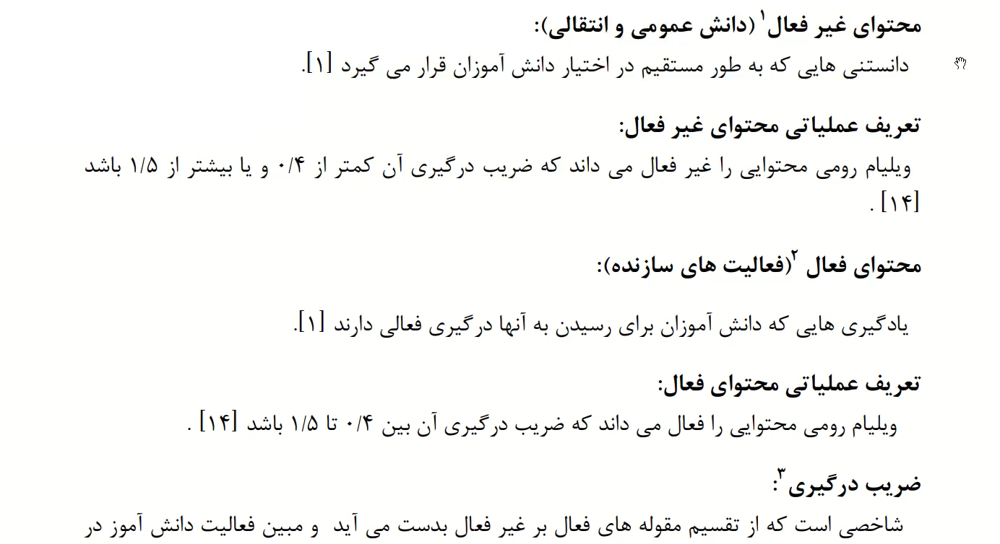 محتوای غیر فعال۱ (دانش عمومی و انتقالی):
دانستنی هایی که به طور مستقیم در اختیار دانش آموزان قرار می گیرد [۱].
تعریف عملیاتی محتوای غیر فعال:
ویلیام رومی محتوایی را غیر فعال می داند که ضریب درگیری آن کمتر از ۰/۴ و یا بیشتر از ۱/۵ باشد
[۱۴] .
محتوای فعال ۲(فعالیت های سازنده):
یادگیری هایی که دانش آموزان برای رسیدن به آنها درگیری فعالی دارند [۱].
تعریف عملیاتی محتوای فعال:
ویلیام رومی محتوایی را فعال می داند که ضریب درگیری آن بین ۰/۴ تا ۱/۵ باشد [۱۴] .
ضریب درگیری۳:
شاخصی است که از تقسیم مقوله های فعال بر غیر فعال بدست می آید و مبین فعالیت دانش آموز در